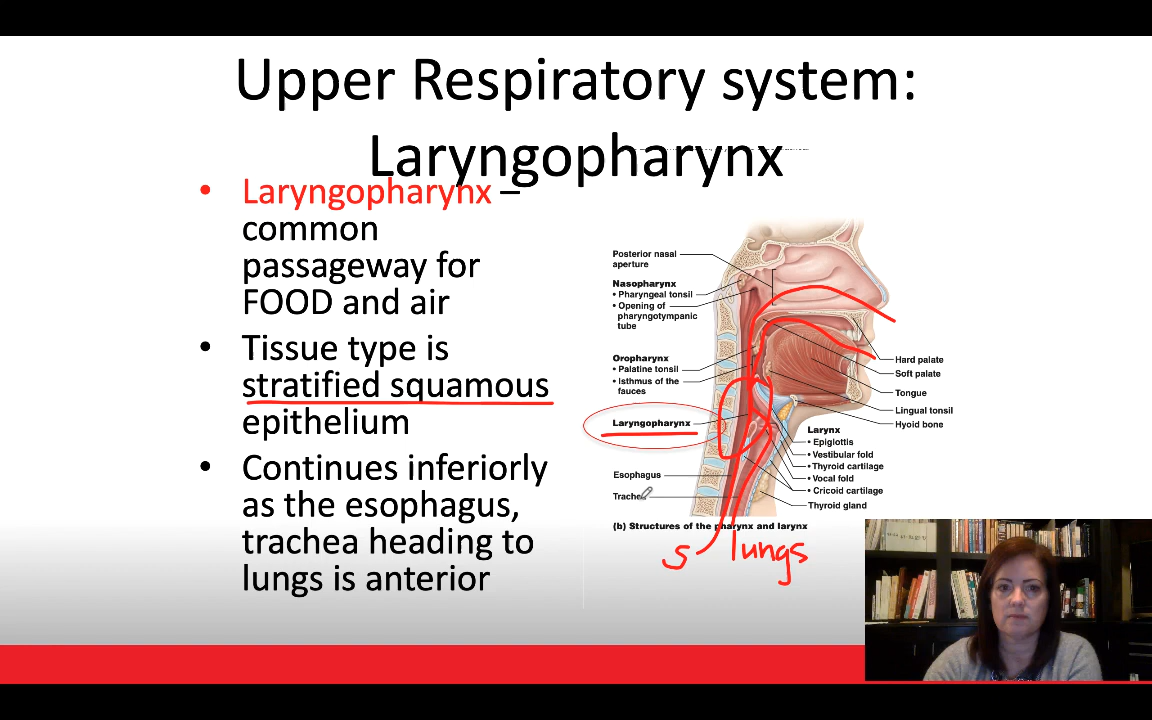 Upper Respiratory system:
Laryngopharynx
• Laryngopharynx –
common
passageway for
FOOD and air
• Tissue type is
stratified squamous
epithelium
• Continues inferiorly
as the esophagus,
trachea heading to
lungs is anterior
Posterior nasal
aperture
Nasopharynx
• Pharyngeal tonsil
• Opening of
pharyngotympanic
tube
Oropharynx
• Palatine tonsil
• Isthmus of the
fauces
Laryngopharynx
Esophagus
Hard palate
Soft palate
Tongue
Lingual tonsil
Hyoid bone
Larynx
• Epiglottis
• Vestibular fold
• Thyroid cartilage
• Vocal fold
• Cricoid cartilage
Thyroid gland
(b) Structures of the pharynx and larynx
S lungs